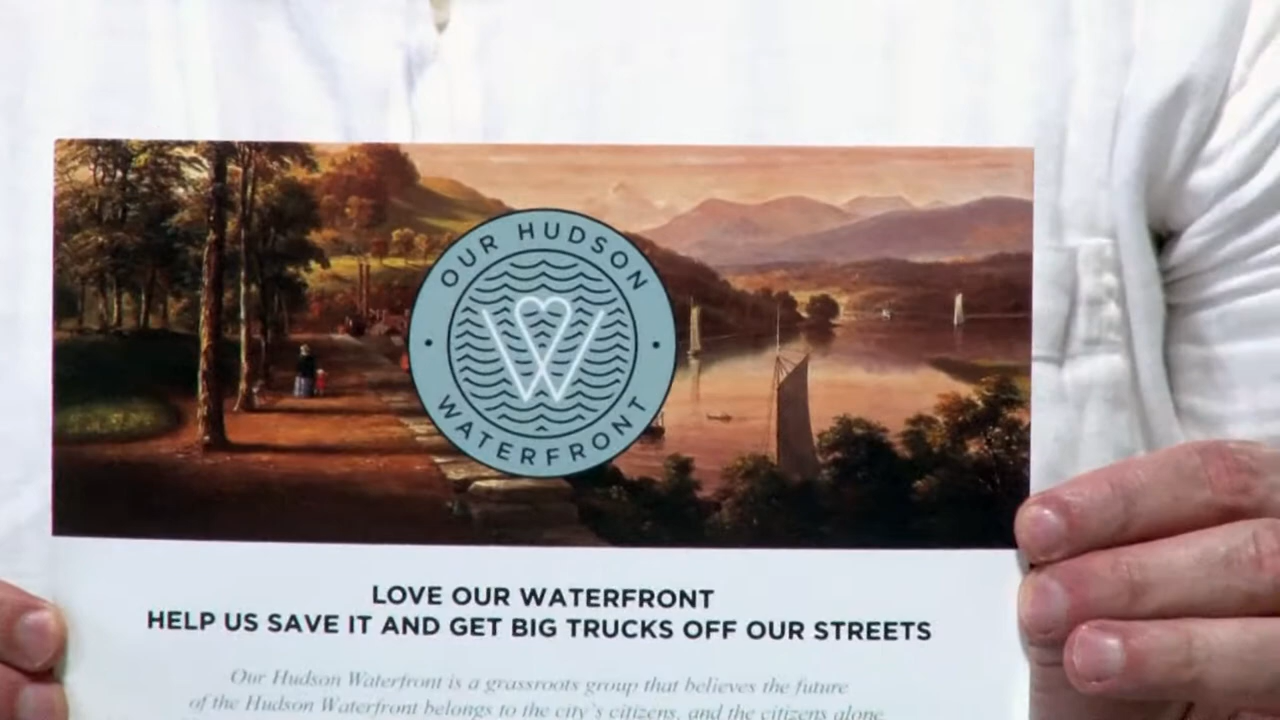 OUR HUDSON
W
WATERFRONT
LOVE OUR WATERFRONT
HELP US SAVE IT AND GET BIG TRUCKS OFF OUR STREETS
Our Hudson Waterfront is a grassroots group that believes the future
of the Hudson Waterfront belongs to the city's citizens, and the citizens alone